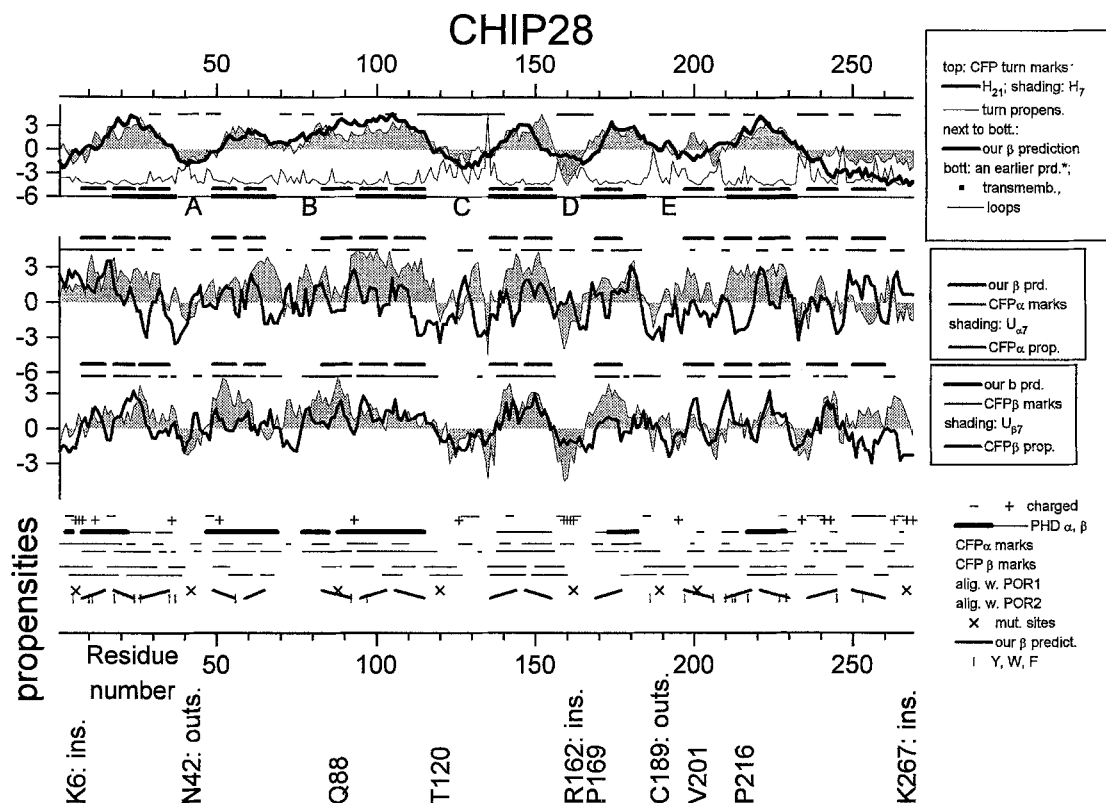 CHIP28
50 100 150 200 250
3
0
-3
-6
A B C D E
3
0
-3
-6
3
0
-3
propensities
Residue number
50 100 150 200 250
K6: ins.
N42: outs.
Q88
T120
R162: ins.
P169
C189: outs.
V201
P216
K267: ins.
top: CFP turn marks
H21; shading: H7
turn propens.
next to bott.:
our β prediction
bott: an earlier prd.*;
transmemb.,
loops
our β prd.
CFPα marks
shading: Uα7
CFPα prop.
our b prd.
CFPβ marks
shading: Uβ7
CFPβ prop.
− + charged
PHD α, β
CFPα marks
CFP β marks
alig. w. POR1
alig. w. POR2
× mut. sites
our β predict.
I Y, W, F